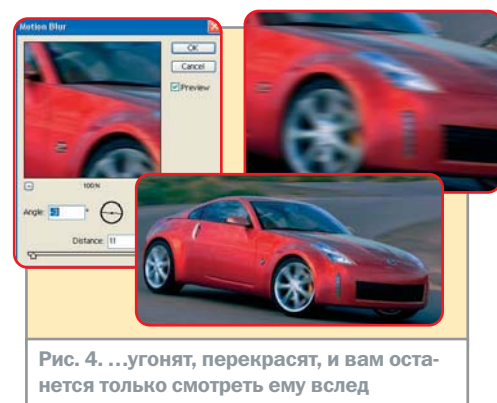 Motion Blur
OK
Cancel
Preview
100%
Angle:
°
Distance: 11
Рис. 4. …угонят, перекрасят, и вам оста-
нется только смотреть ему вслед